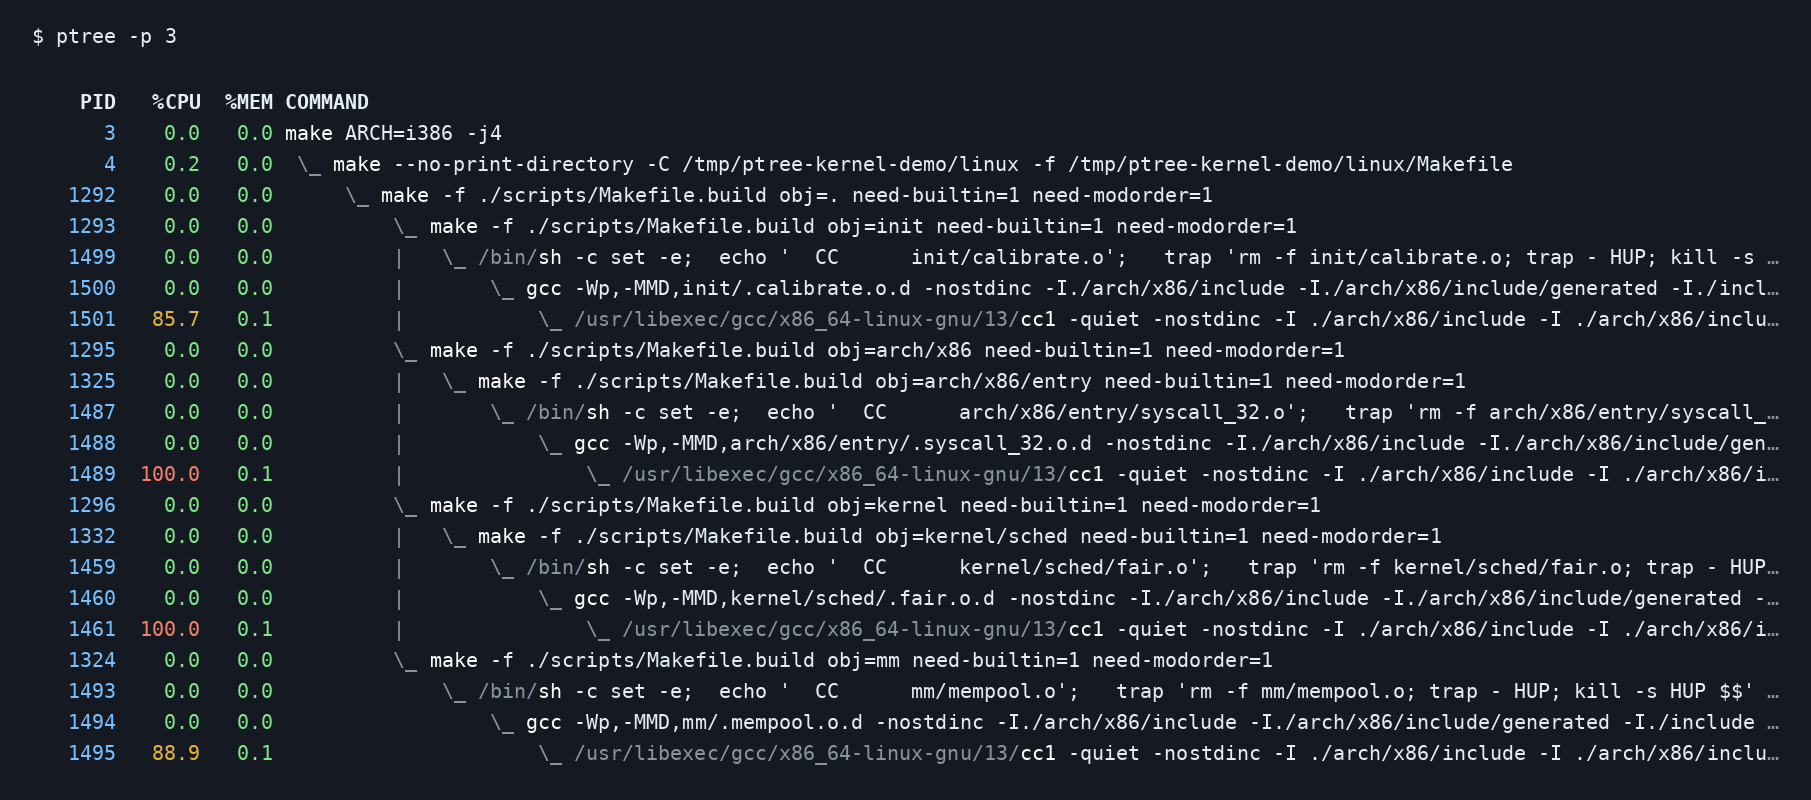 $ ptree -p 3
    PID   %CPU  %MEM COMMAND
      3    0.0   0.0 make ARCH=i386 -j4
      4    0.2   0.0  \_ make --no-print-directory -C /tmp/ptree-kernel-demo/linux -f /tmp/ptree-kernel-demo/linux/Makefile
   1292    0.0   0.0      \_ make -f ./scripts/Makefile.build obj=. need-builtin=1 need-modorder=1
   1293    0.0   0.0          \_ make -f ./scripts/Makefile.build obj=init need-builtin=1 need-modorder=1
   1499    0.0   0.0          |   \_ /bin/sh -c set -e;  echo '  CC      init/calibrate.o';   trap 'rm -f init/calibrate.o; trap - HUP; kill -s …
   1500    0.0   0.0          |       \_ gcc -Wp,-MMD,init/.calibrate.o.d -nostdinc -I./arch/x86/include -I./arch/x86/include/generated -I./incl…
   1501   85.7   0.1          |           \_ /usr/libexec/gcc/x86_64-linux-gnu/13/cc1 -quiet -nostdinc -I ./arch/x86/include -I ./arch/x86/inclu…
   1295    0.0   0.0          \_ make -f ./scripts/Makefile.build obj=arch/x86 need-builtin=1 need-modorder=1
   1325    0.0   0.0          |   \_ make -f ./scripts/Makefile.build obj=arch/x86/entry need-builtin=1 need-modorder=1
   1487    0.0   0.0          |       \_ /bin/sh -c set -e;  echo '  CC      arch/x86/entry/syscall_32.o';   trap 'rm -f arch/x86/entry/syscall_…
   1488    0.0   0.0          |           \_ gcc -Wp,-MMD,arch/x86/entry/.syscall_32.o.d -nostdinc -I./arch/x86/include -I./arch/x86/include/gen…
   1489  100.0   0.1          |               \_ /usr/libexec/gcc/x86_64-linux-gnu/13/cc1 -quiet -nostdinc -I ./arch/x86/include -I ./arch/x86/i…
   1296    0.0   0.0          \_ make -f ./scripts/Makefile.build obj=kernel need-builtin=1 need-modorder=1
   1332    0.0   0.0          |   \_ make -f ./scripts/Makefile.build obj=kernel/sched need-builtin=1 need-modorder=1
   1459    0.0   0.0          |       \_ /bin/sh -c set -e;  echo '  CC      kernel/sched/fair.o';   trap 'rm -f kernel/sched/fair.o; trap - HUP…
   1460    0.0   0.0          |           \_ gcc -Wp,-MMD,kernel/sched/.fair.o.d -nostdinc -I./arch/x86/include -I./arch/x86/include/generated -…
   1461  100.0   0.1          |               \_ /usr/libexec/gcc/x86_64-linux-gnu/13/cc1 -quiet -nostdinc -I ./arch/x86/include -I ./arch/x86/i…
   1324    0.0   0.0          \_ make -f ./scripts/Makefile.build obj=mm need-builtin=1 need-modorder=1
   1493    0.0   0.0              \_ /bin/sh -c set -e;  echo '  CC      mm/mempool.o';   trap 'rm -f mm/mempool.o; trap - HUP; kill -s HUP $$' …
   1494    0.0   0.0                  \_ gcc -Wp,-MMD,mm/.mempool.o.d -nostdinc -I./arch/x86/include -I./arch/x86/include/generated -I./include …
   1495   88.9   0.1                      \_ /usr/libexec/gcc/x86_64-linux-gnu/13/cc1 -quiet -nostdinc -I ./arch/x86/include -I ./arch/x86/inclu…